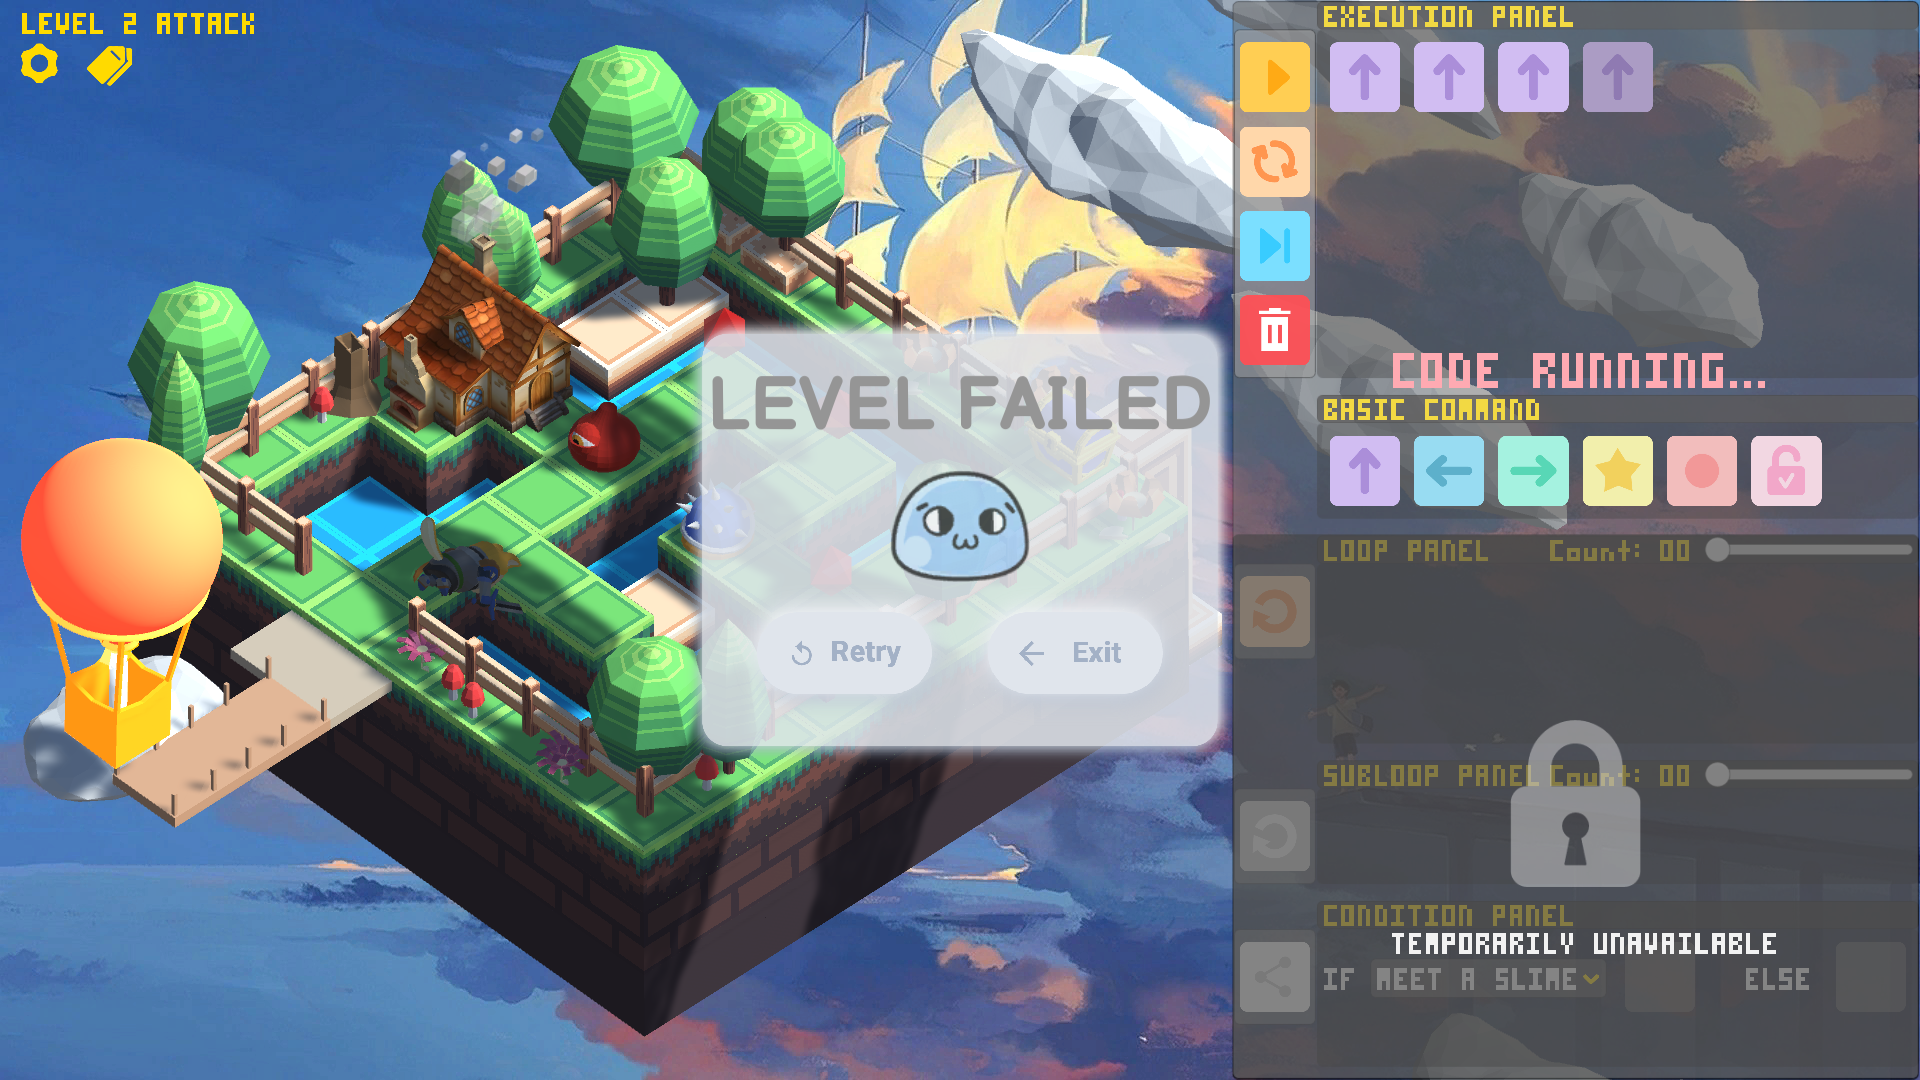 LEVEL 2 ATTACK
EXECUTION PANEL
CODE RUNNING...
BASIC COMMAND
LEVEL FAILED
Retry
Exit
LOOP PANEL Count: 00
SUBLOOP PANEL Count: 00
CONDITION PANEL
TEMPORARILY UNAVAILABLE
IF MEET A SLIME ELSE